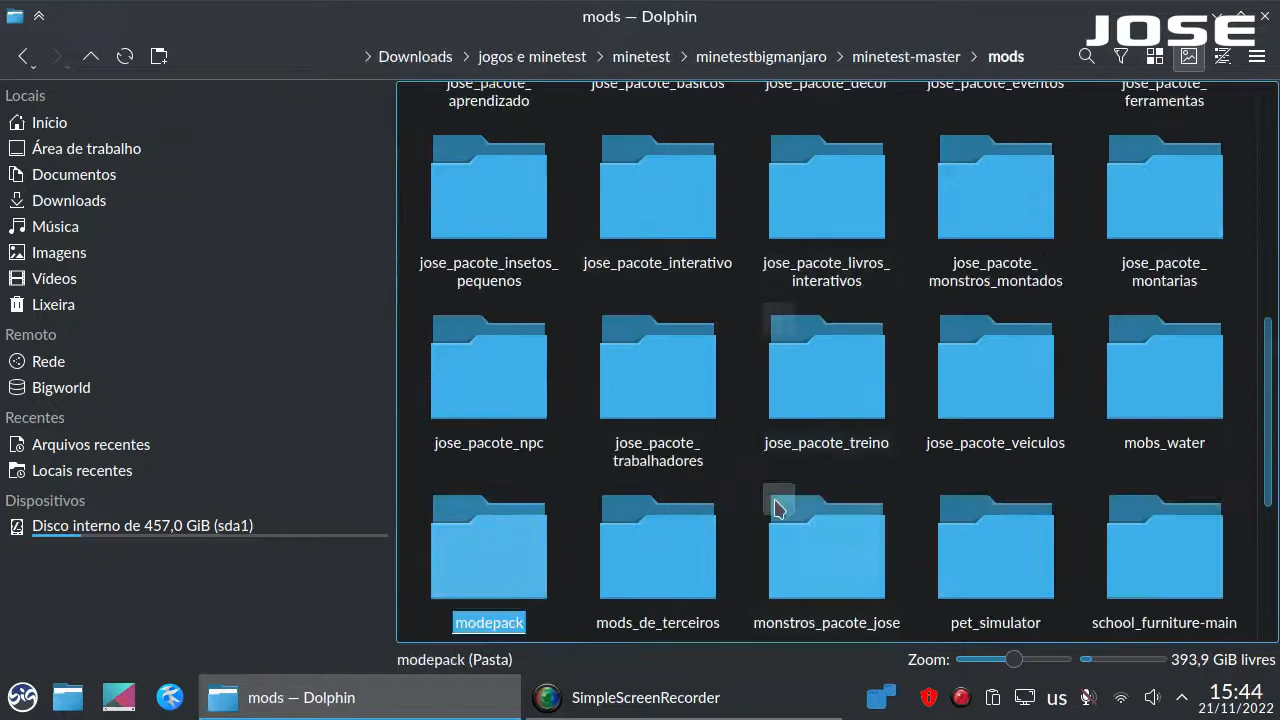 mods — Dolphin
JOSE
Downloads
jogos e minetest
minetest
minetestbigmanjaro
minetest-master
mods
Locais
Início
Área de trabalho
Documentos
Downloads
Música
Imagens
Vídeos
Lixeira
Remoto
Rede
Bigworld
Recentes
Arquivos recentes
Locais recentes
Dispositivos
Disco interno de 457,0 GiB (sda1)
jose_pacote_
aprendizado
jose_pacote_basicos
jose_pacote_decor
jose_pacote_eventos
jose_pacote_
ferramentas
jose_pacote_insetos_
pequenos
jose_pacote_interativo
jose_pacote_livros_
interativos
jose_pacote_
monstros_montados
jose_pacote_
montarias
jose_pacote_npc
jose_pacote_
trabalhadores
jose_pacote_treino
jose_pacote_veiculos
mobs_water
modepack
mods_de_terceiros
monstros_pacote_jose
pet_simulator
school_furniture-main
modepack (Pasta)
Zoom:
393,9 GiB livres
mods — Dolphin
SimpleScreenRecorder
us
15:44
21/11/2022